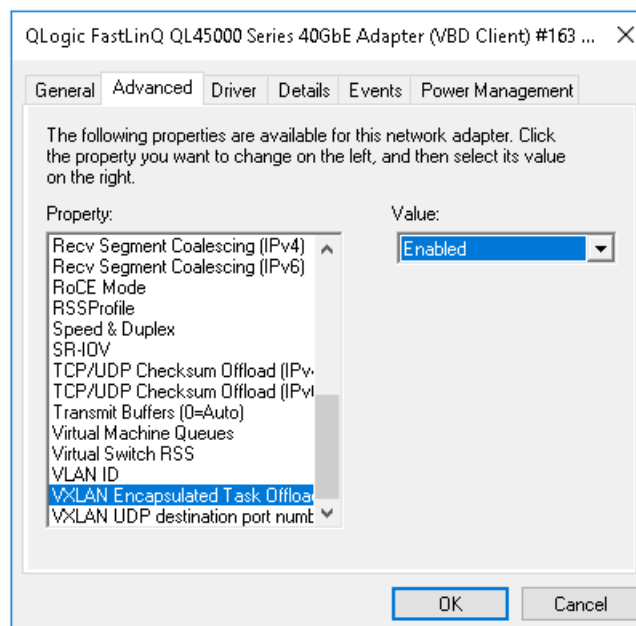 QLogic FastLinQ QL45000 Series 40GbE Adapter (VBD Client) #163 ...
General Advanced Driver Details Events Power Management
The following properties are available for this network adapter. Click
the property you want to change on the left, and then select its value
on the right.
Property:
Value:
Recv Segment Coalescing (IPv4)
Enabled
Recv Segment Coalescing (IPv6)
RoCE Mode
RSSProfile
Speed & Duplex
SR-IOV
TCP/UDP Checksum Offload (IPv
TCP/UDP Checksum Offload (IPv
Transmit Buffers (0=Auto)
Virtual Machine Queues
Virtual Switch RSS
VLAN ID
VXLAN Encapsulated Task Offloa
VXLAN UDP destination port numb
OK
Cancel